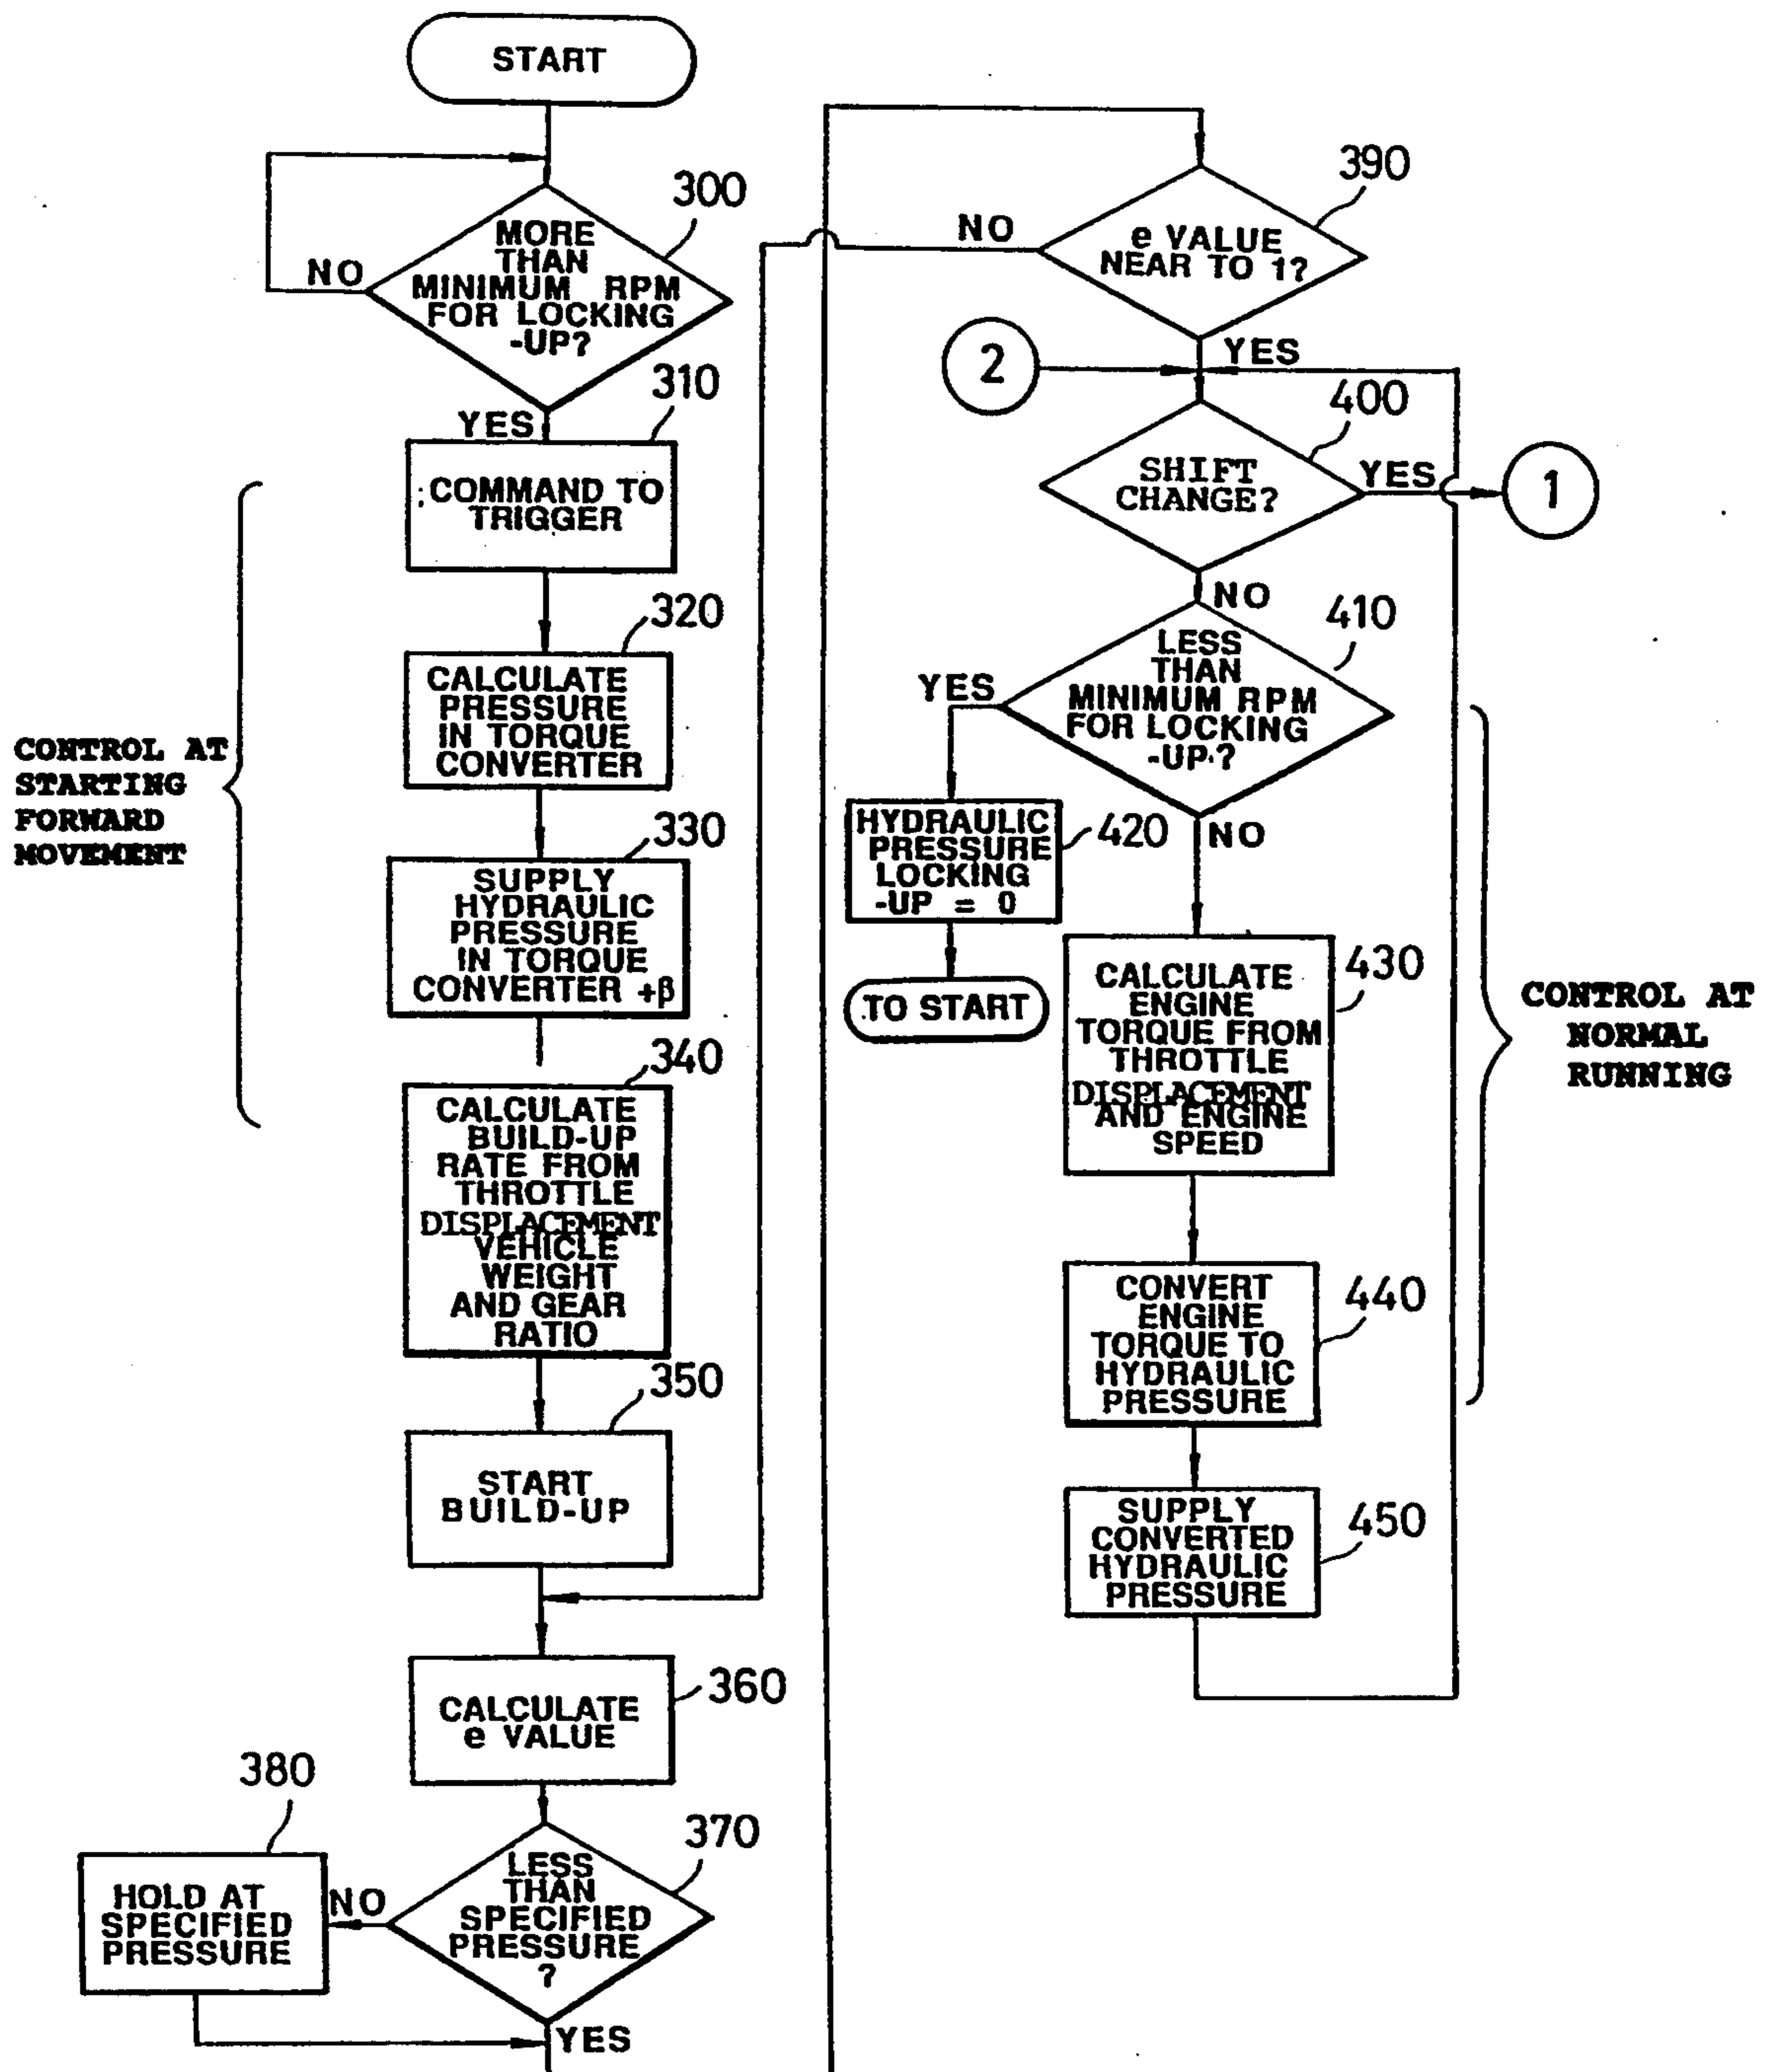 START
300
MORE
THAN
MINIMUM RPM
FOR LOCKING
-UP?
NO
YES
310
COMMAND TO
TRIGGER
320
CALCULATE
PRESSURE
IN TORQUE
CONVERTER
CONTROL AT
STARTING
FORWARD
MOVEMENT
330
SUPPLY
HYDRAULIC
PRESSURE
IN TORQUE
CONVERTER +β
340
CALCULATE
BUILD-UP
RATE FROM
THROTTLE
DISPLACEMENT
VEHICLE
WEIGHT
AND GEAR
RATIO
350
START
BUILD-UP
360
CALCULATE
e VALUE
370
LESS
THAN
SPECIFIED
PRESSURE
?
NO
380
HOLD AT
SPECIFIED
PRESSURE
YES
390
e VALUE
NEAR TO 1?
NO
YES
2
400
SHIFT
CHANGE?
YES
1
NO
410
LESS
THAN
MINIMUM RPM
FOR LOCKING
-UP?
YES
420
HYDRAULIC
PRESSURE
LOCKING
-UP = 0
TO START
NO
430
CALCULATE
ENGINE
TORQUE FROM
THROTTLE
DISPLACEMENT
AND ENGINE
SPEED
CONTROL AT
NORMAL
RUNNING
440
CONVERT
ENGINE
TORQUE TO
HYDRAULIC
PRESSURE
450
SUPPLY
CONVERTED
HYDRAULIC
PRESSURE